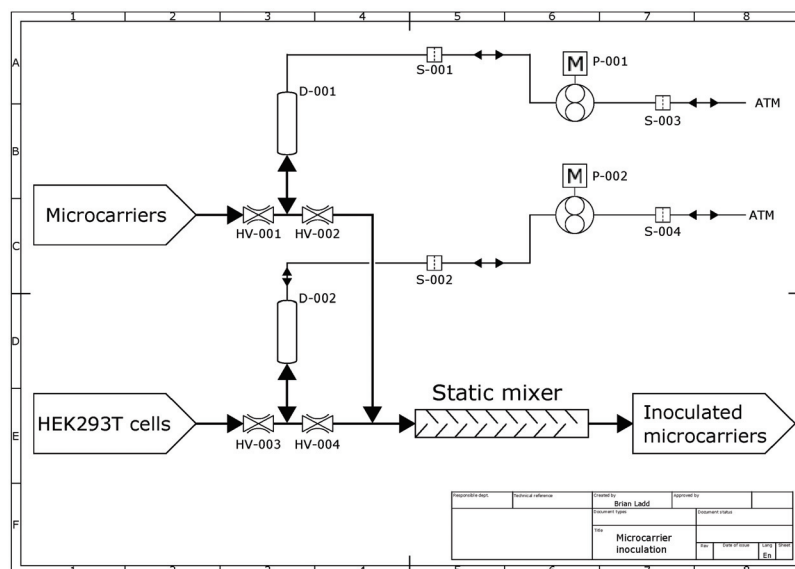 1 2 3 4 5 6 7 8
A
B
C
D
E
F
A
B
C
D
E
F
D-001
S-001
M
P-001
S-003
ATM
Microcarriers
HV-001
HV-002
M
P-002
S-004
ATM
D-002
S-002
HEK293T cells
HV-003
HV-004
Static mixer
Inoculated
microcarriers
Responsible dept.
Technical reference
Created by
Brian Ladd
Approved by
Document types
Document status
Title
Microcarrier
inoculation
Rev
Date of issue
Lang
En
Sheet
1 2 3 4 5 6 7 8